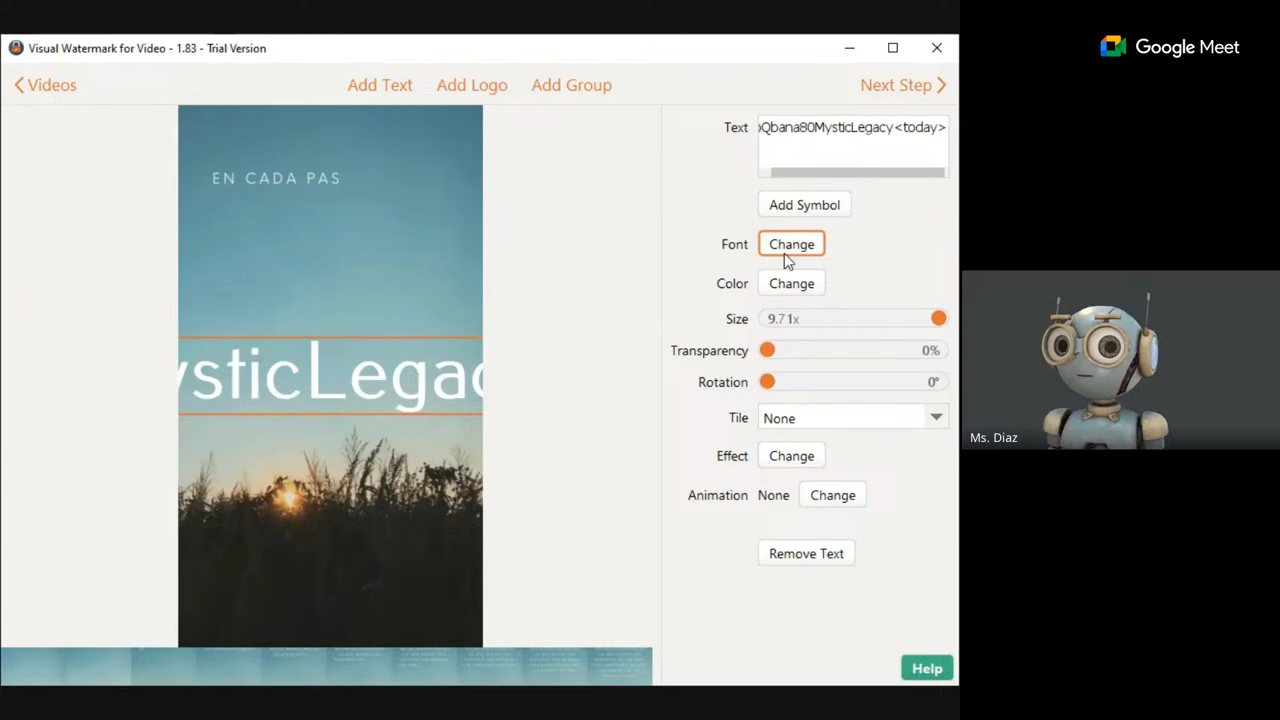 Visual Watermark for Video - 1.83 - Trial Version
Google Meet
Videos
Add Text
Add Logo
Add Group
Next Step
EN CADA PAS
ysticLegac
Text
Qbana80MysticLegacy<today>
Add Symbol
Font
Change
Color
Change
Size
9.71x
Transparency
0%
Rotation
0°
Tile
None
Effect
Change
Animation
None
Change
Remove Text
Help
Ms. Diaz